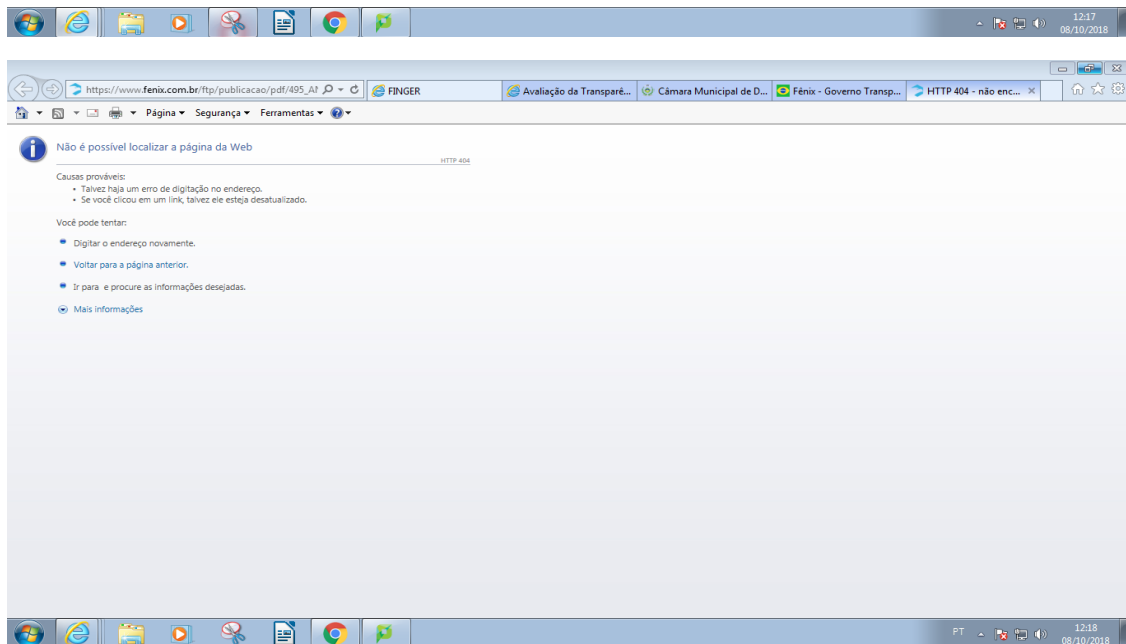 12:17
08/10/2018
https://www.fenix.com.br/ftp/publicacao/pdf/495_At
FINGER
Avaliação da Transparê...
Câmara Municipal de D...
Fênix - Governo Transp...
HTTP 404 - não enc...
Página
Segurança
Ferramentas
Não é possível localizar a página da Web
HTTP 404
Causas prováveis:
• Talvez haja um erro de digitação no endereço.
• Se você clicou em um link, talvez ele esteja desatualizado.
Você pode tentar:
Digitar o endereço novamente.
Voltar para a página anterior.
Ir para e procure as informações desejadas.
Mais informações
PT
12:18
08/10/2018